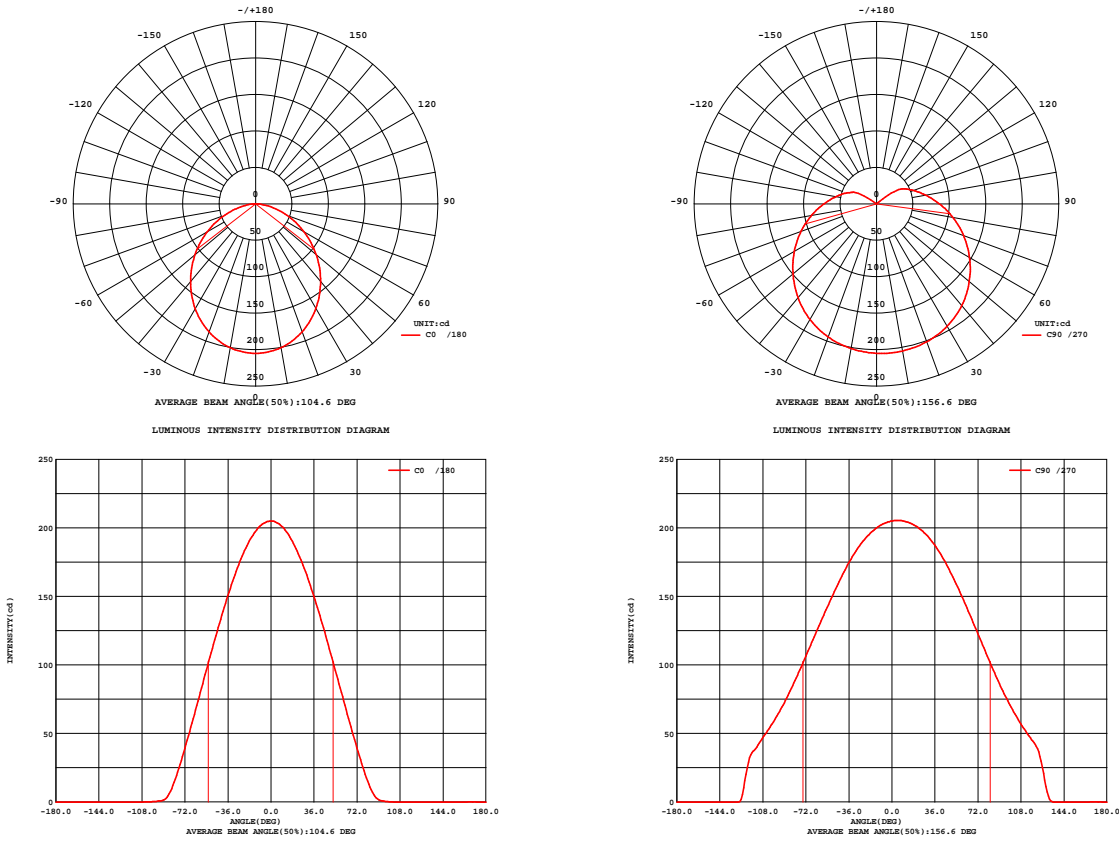 -/+180
-150
150
-120
120
-90
0
90
50
-60
100
60
150
UNIT:cd
C0 /180
200
-30
30
250
0
AVERAGE BEAM ANGLE(50%):104.6 DEG
-/+180
-150
150
-120
120
-90
0
90
50
-60
100
60
150
UNIT:cd
C90 /270
200
-30
30
250
0
AVERAGE BEAM ANGLE(50%):156.6 DEG
LUMINOUS INTENSITY DISTRIBUTION DIAGRAM
250
C0 /180
200
150
INTENSITY(cd)
100
50
0
-180.0 -144.0 -108.0 -72.0 -36.0 0.0 36.0 72.0 108.0 144.0 180.0
ANGLE(DEG)
AVERAGE BEAM ANGLE(50%):104.6 DEG
LUMINOUS INTENSITY DISTRIBUTION DIAGRAM
250
C90 /270
200
150
INTENSITY(cd)
100
50
0
-180.0 -144.0 -108.0 -72.0 -36.0 0.0 36.0 72.0 108.0 144.0 180.0
ANGLE(DEG)
AVERAGE BEAM ANGLE(50%):156.6 DEG